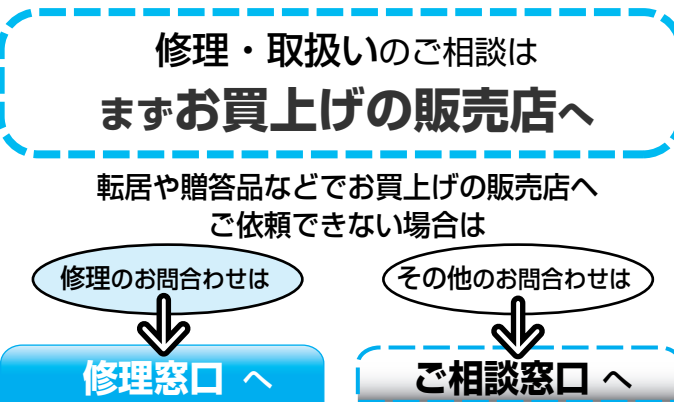 修理・取扱いのご相談は
まずお買上げの販売店へ
転居や贈答品などでお買上げの販売店へ
ご依頼できない場合は
修理のお問合わせは
その他のお問合わせは
修理窓口 へ
ご相談窓口 へ